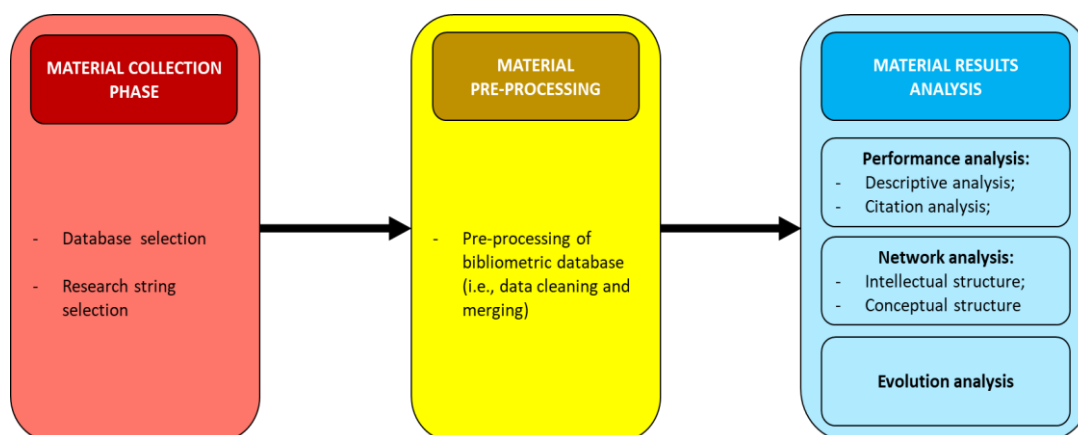 MATERIAL COLLECTION
PHASE
- Database selection
- Research string
selection
MATERIAL
PRE-PROCESSING
- Pre-processing of
bibliometric database
(i.e., data cleaning and
merging)
MATERIAL RESULTS
ANALYSIS
Performance analysis:
- Descriptive analysis;
- Citation analysis;
Network analysis:
- Intellectual structure;
- Conceptual structure
Evolution analysis